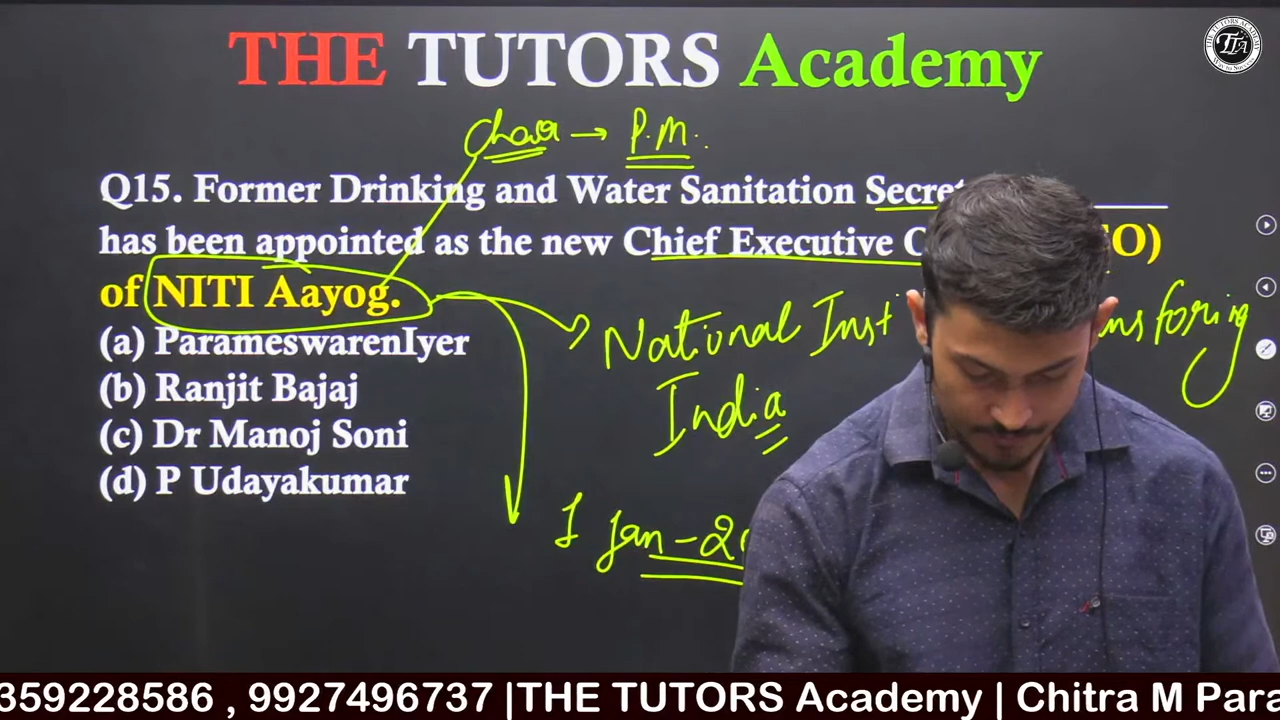 THE TUTORS Academy
Chair → P.M.
Q15. Former Drinking and Water Sanitation Secret
has been appointed as the new Chief Executive O O)
of NITI Aayog.
National Inst nsforing
India
(a) ParameswarenIyer
(b) Ranjit Bajaj
(c) Dr Manoj Soni
(d) P Udayakumar
1 Jan - 20
359228586 , 9927496737 |THE TUTORS Academy | Chitra M Para